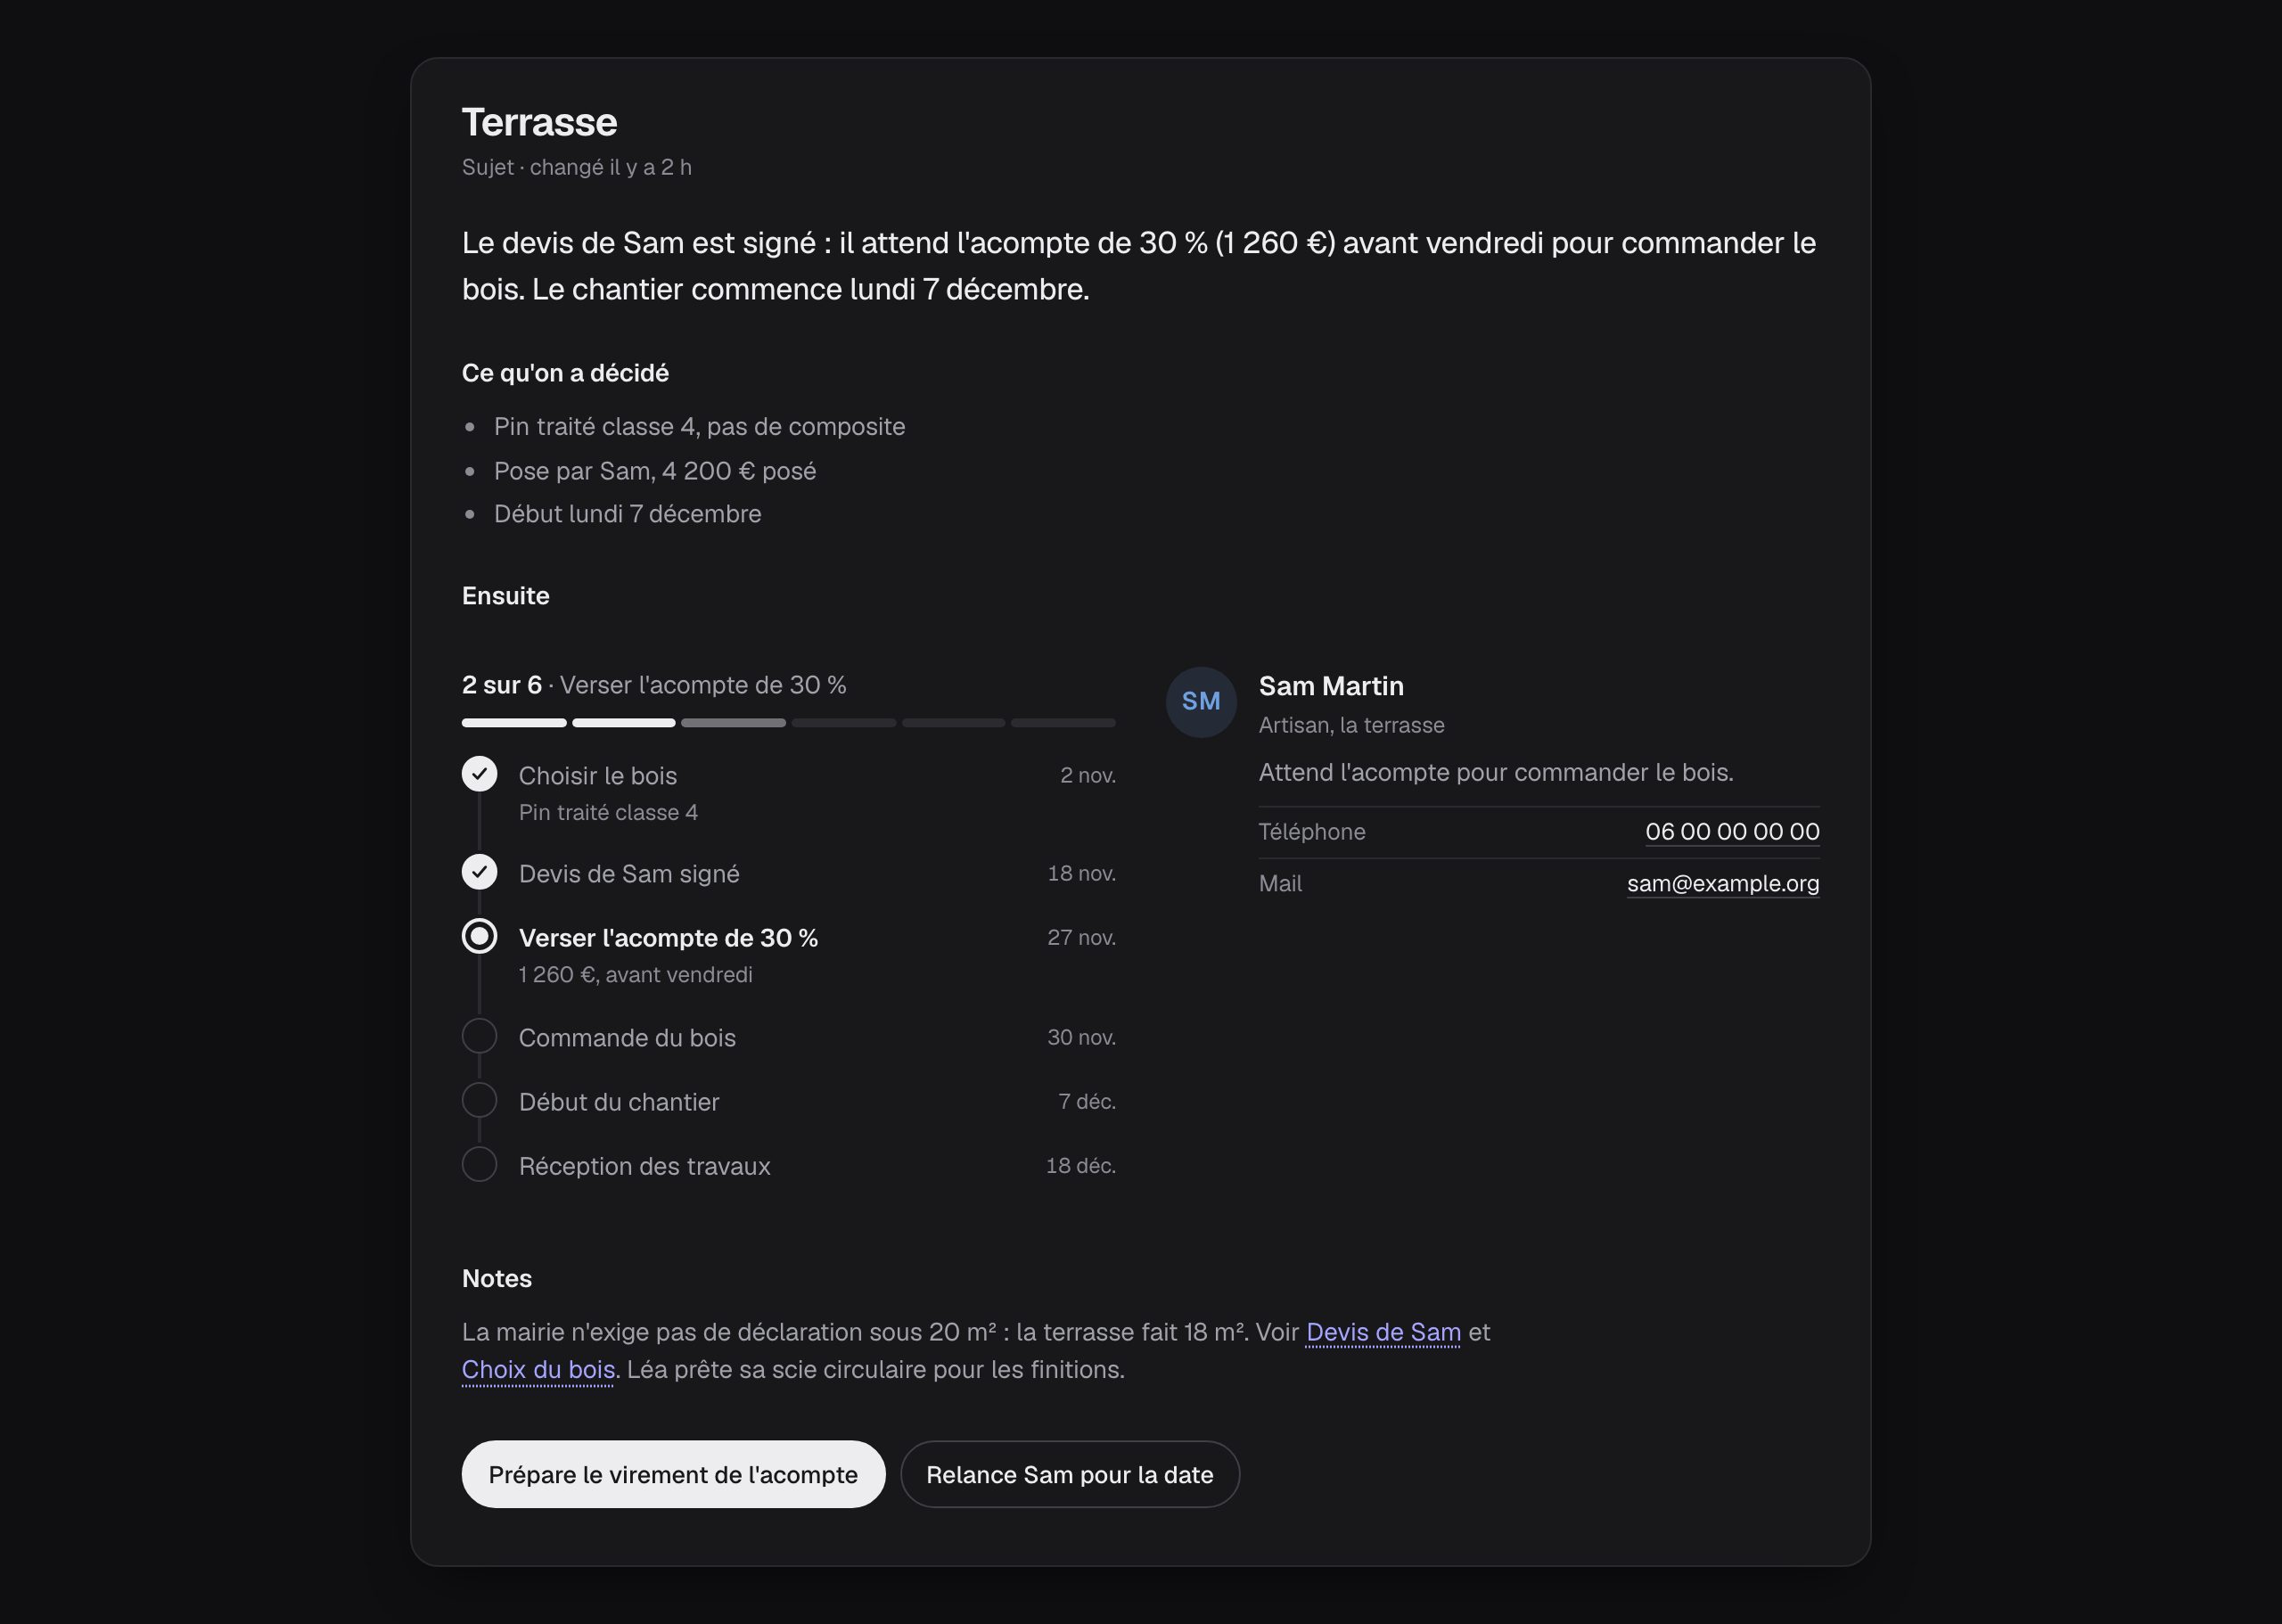 Terrasse
Sujet · changé il y a 2 h
Le devis de Sam est signé : il attend l'acompte de 30 % (1 260 €) avant vendredi pour commander le
bois. Le chantier commence lundi 7 décembre.
Ce qu'on a décidé
• Pin traité classe 4, pas de composite
• Pose par Sam, 4 200 € posé
• Début lundi 7 décembre
Ensuite
2 sur 6 · Verser l'acompte de 30 %
Choisir le bois 2 nov.
Pin traité classe 4
Devis de Sam signé 18 nov.
Verser l'acompte de 30 % 27 nov.
1 260 €, avant vendredi
Commande du bois 30 nov.
Début du chantier 7 déc.
Réception des travaux 18 déc.
SM
Sam Martin
Artisan, la terrasse
Attend l'acompte pour commander le bois.
Téléphone 06 00 00 00 00
Mail sam@example.org
Notes
La mairie n'exige pas de déclaration sous 20 m² : la terrasse fait 18 m². Voir Devis de Sam et
Choix du bois. Léa prête sa scie circulaire pour les finitions.
Prépare le virement de l'acompte
Relance Sam pour la date